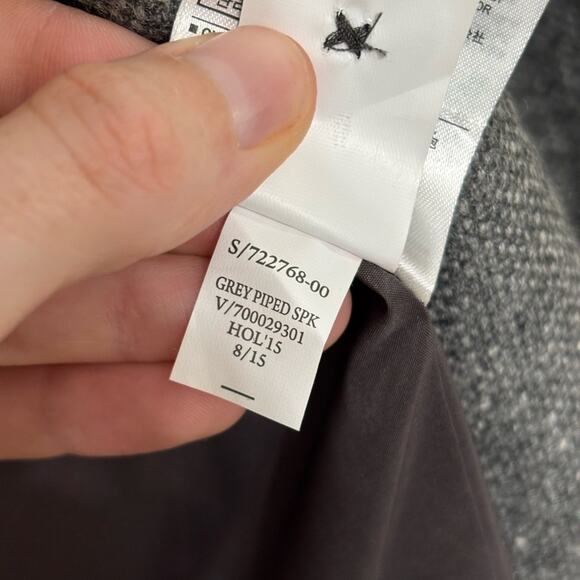 S/722768-00
GREY PIPED SPK
V/700029301
HOL'15
8/15